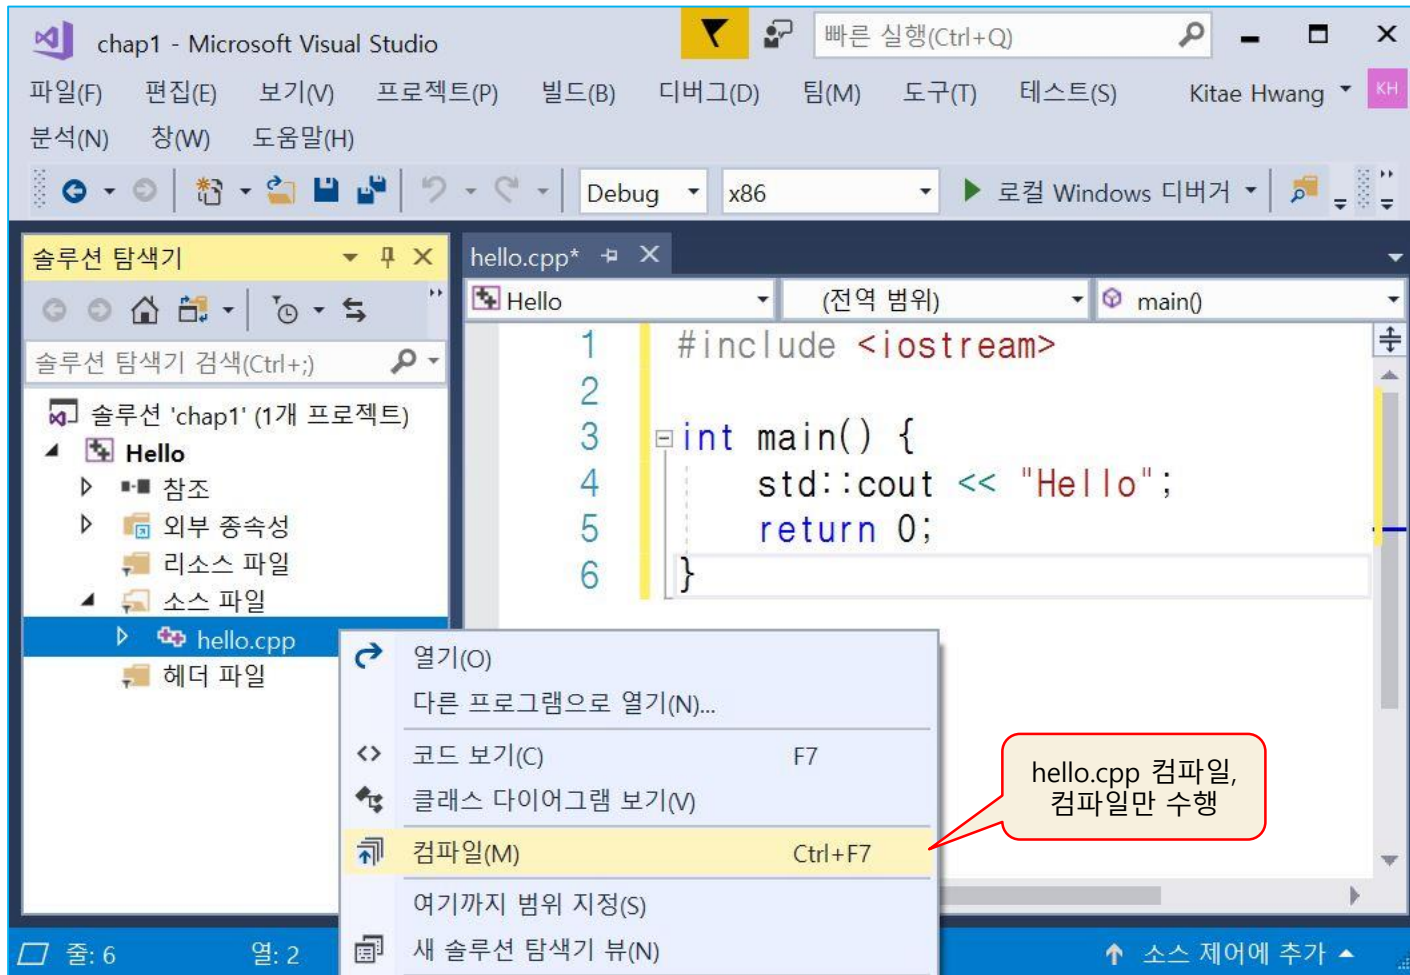 chap1 - Microsoft Visual Studio
빠른 실행(Ctrl+Q)
파일(F) 편집(E) 보기(V) 프로젝트(P) 빌드(B) 디버그(D) 팀(M) 도구(T) 테스트(S) Kitae Hwang KH
분석(N) 창(W) 도움말(H)
Debug x86 로컬 Windows 디버거
솔루션 탐색기
hello.cpp*
Hello (전역 범위) main()
솔루션 탐색기 검색(Ctrl+;)
솔루션 'chap1' (1개 프로젝트)
Hello
참조
외부 종속성
리소스 파일
소스 파일
hello.cpp
헤더 파일
1 #include <iostream>
2
3 int main() {
4 std::cout << "Hello";
5 return 0;
6 }
열기(O)
다른 프로그램으로 열기(N)...
코드 보기(C) F7
클래스 다이어그램 보기(V)
컴파일(M) Ctrl+F7
여기까지 범위 지정(S)
새 솔루션 탐색기 뷰(N)
hello.cpp 컴파일,
컴파일만 수행
줄: 6 열: 2 소스 제어에 추가